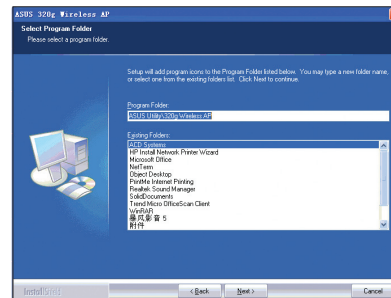 ASUS 320g Wireless AP
Select Program Folder
Please select a program folder.
Setup will add program icons to the Program Folder listed below. You may type a new folder name,
or select one from the existing folders list. Click Next to continue.
Program Folder:
ASUS Utility\320g Wireless AP
Existing Folders:
ACD Systems
HP Install Network Printer Wizard
Microsoft Office
NetTerm
Object Desktop
PrintMe Internet Printing
Realtek Sound Manager
SolidDocuments
Trend Micro OfficeScan Client
WinRAR
暴风影音 5
附件
InstallShield
< Back
Next >
Cancel